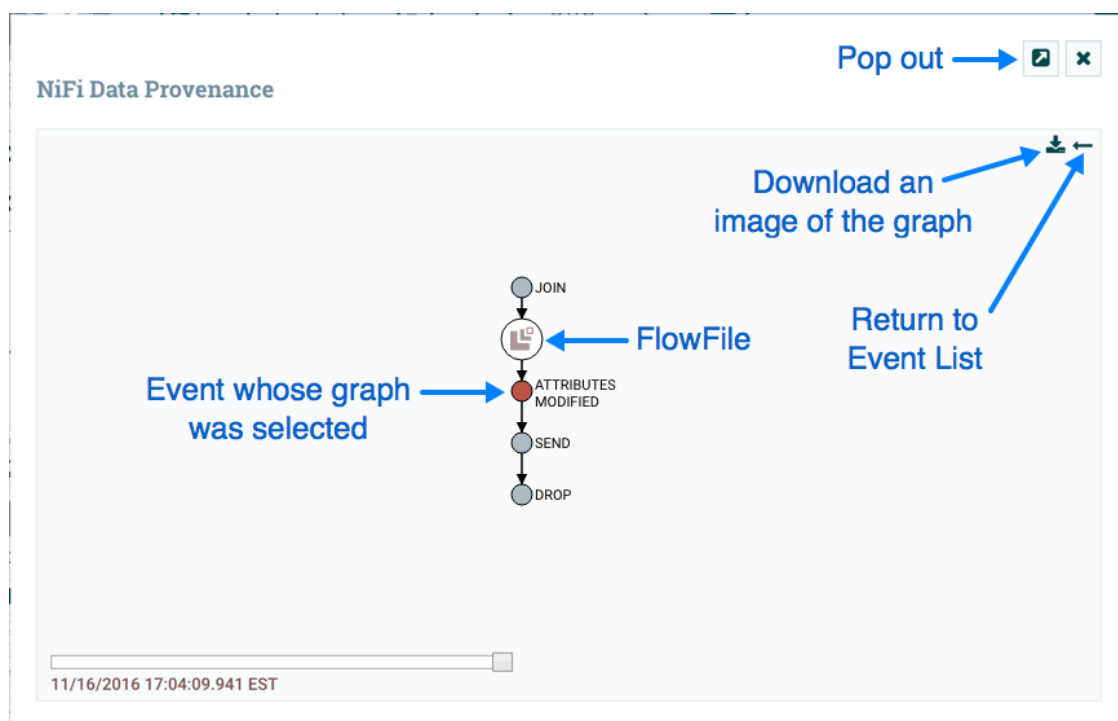 Pop out
NiFi Data Provenance
Download an
image of the graph
JOIN
FlowFile
Return to
Event List
Event whose graph
was selected
ATTRIBUTES
MODIFIED
SEND
DROP
11/16/2016 17:04:09.941 EST